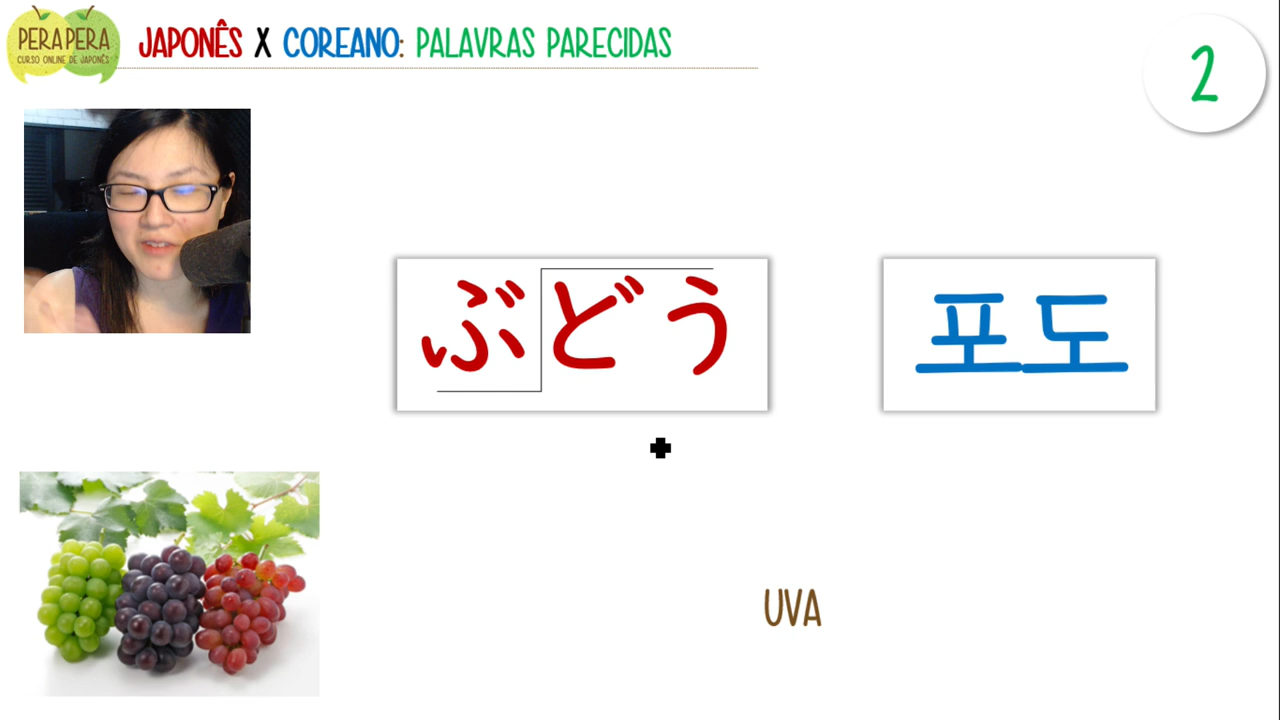 PERA PERA
CURSO ONLINE DE JAPONÊS
JAPONÊS X COREANO: PALAVRAS PARECIDAS
2
ぶどう
포도
UVA